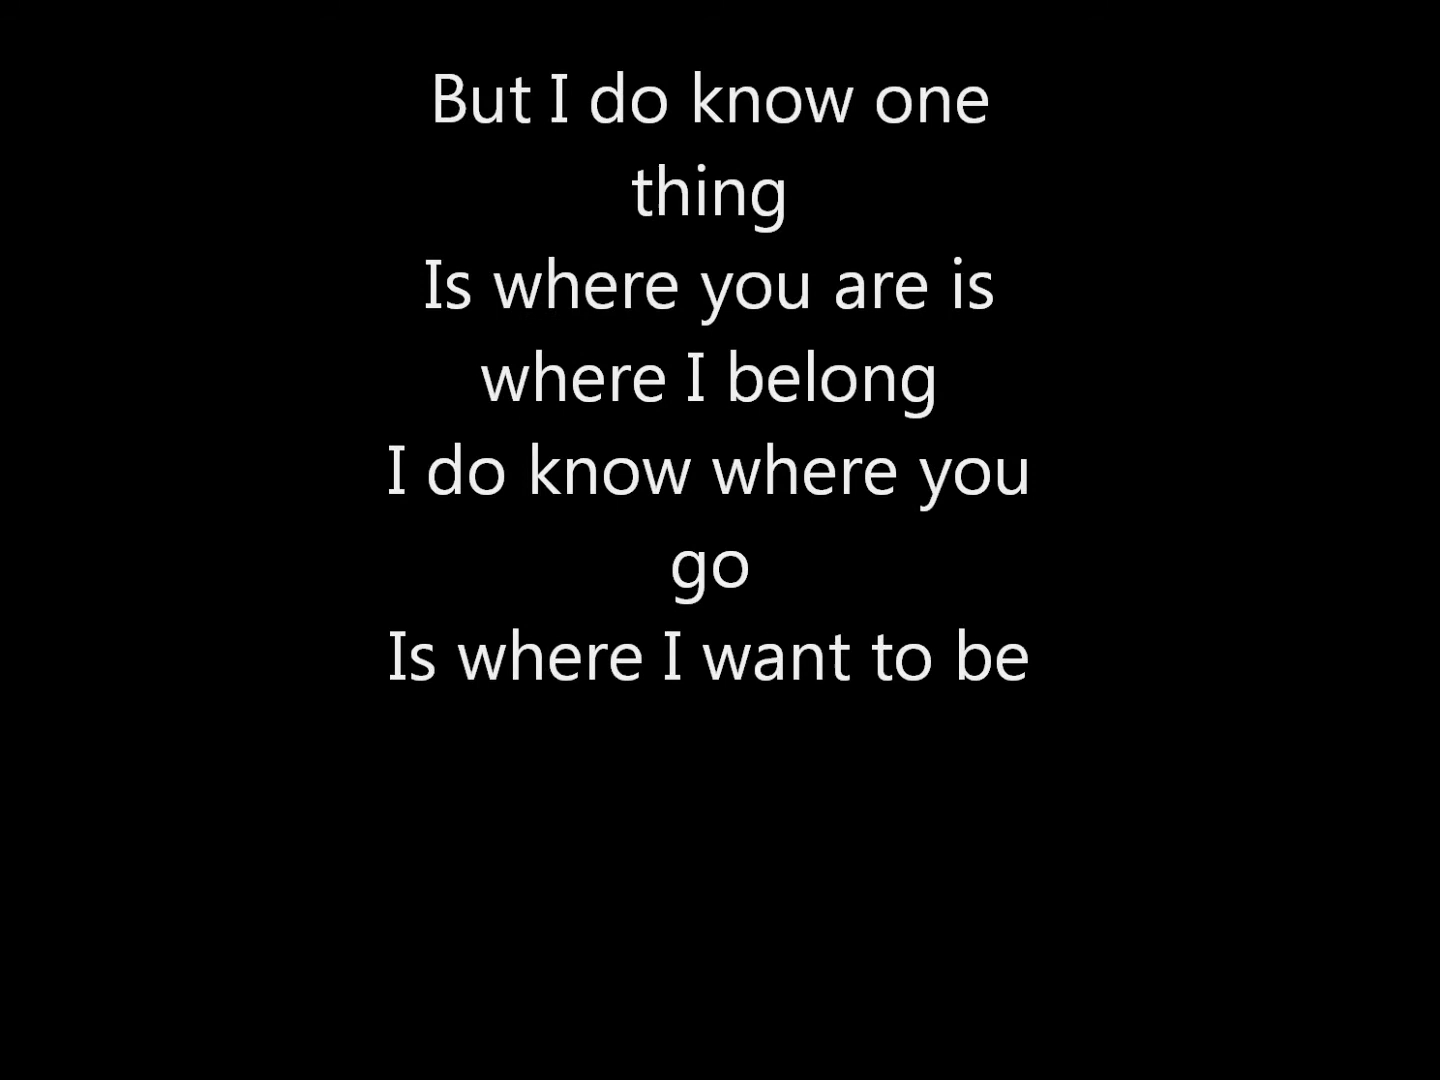 But I do know one
thing
Is where you are is
where I belong
I do know where you
go
Is where I want to be